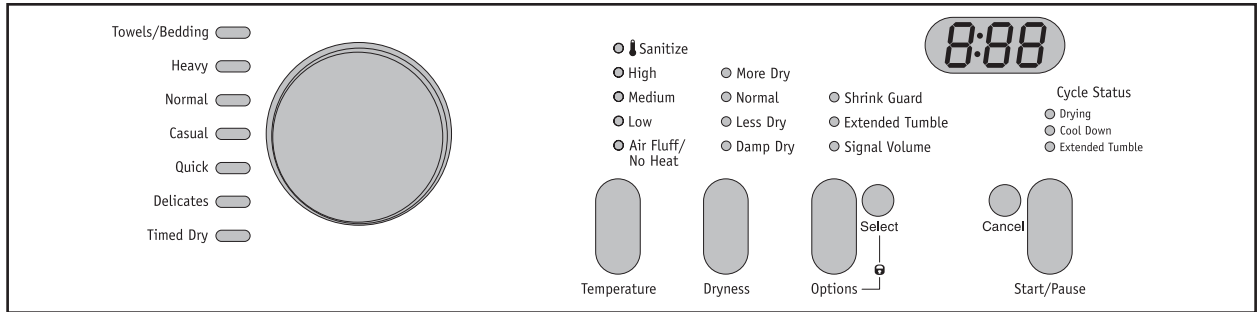 Towels/Bedding
Heavy
Normal
Casual
Quick
Delicates
Timed Dry
Sanitize
High
Medium
Low
Air Fluff/
No Heat
Temperature
More Dry
Normal
Less Dry
Damp Dry
Dryness
Shrink Guard
Extended Tumble
Signal Volume
Select
Options
8:88
Cycle Status
Drying
Cool Down
Extended Tumble
Cancel
Start/Pause